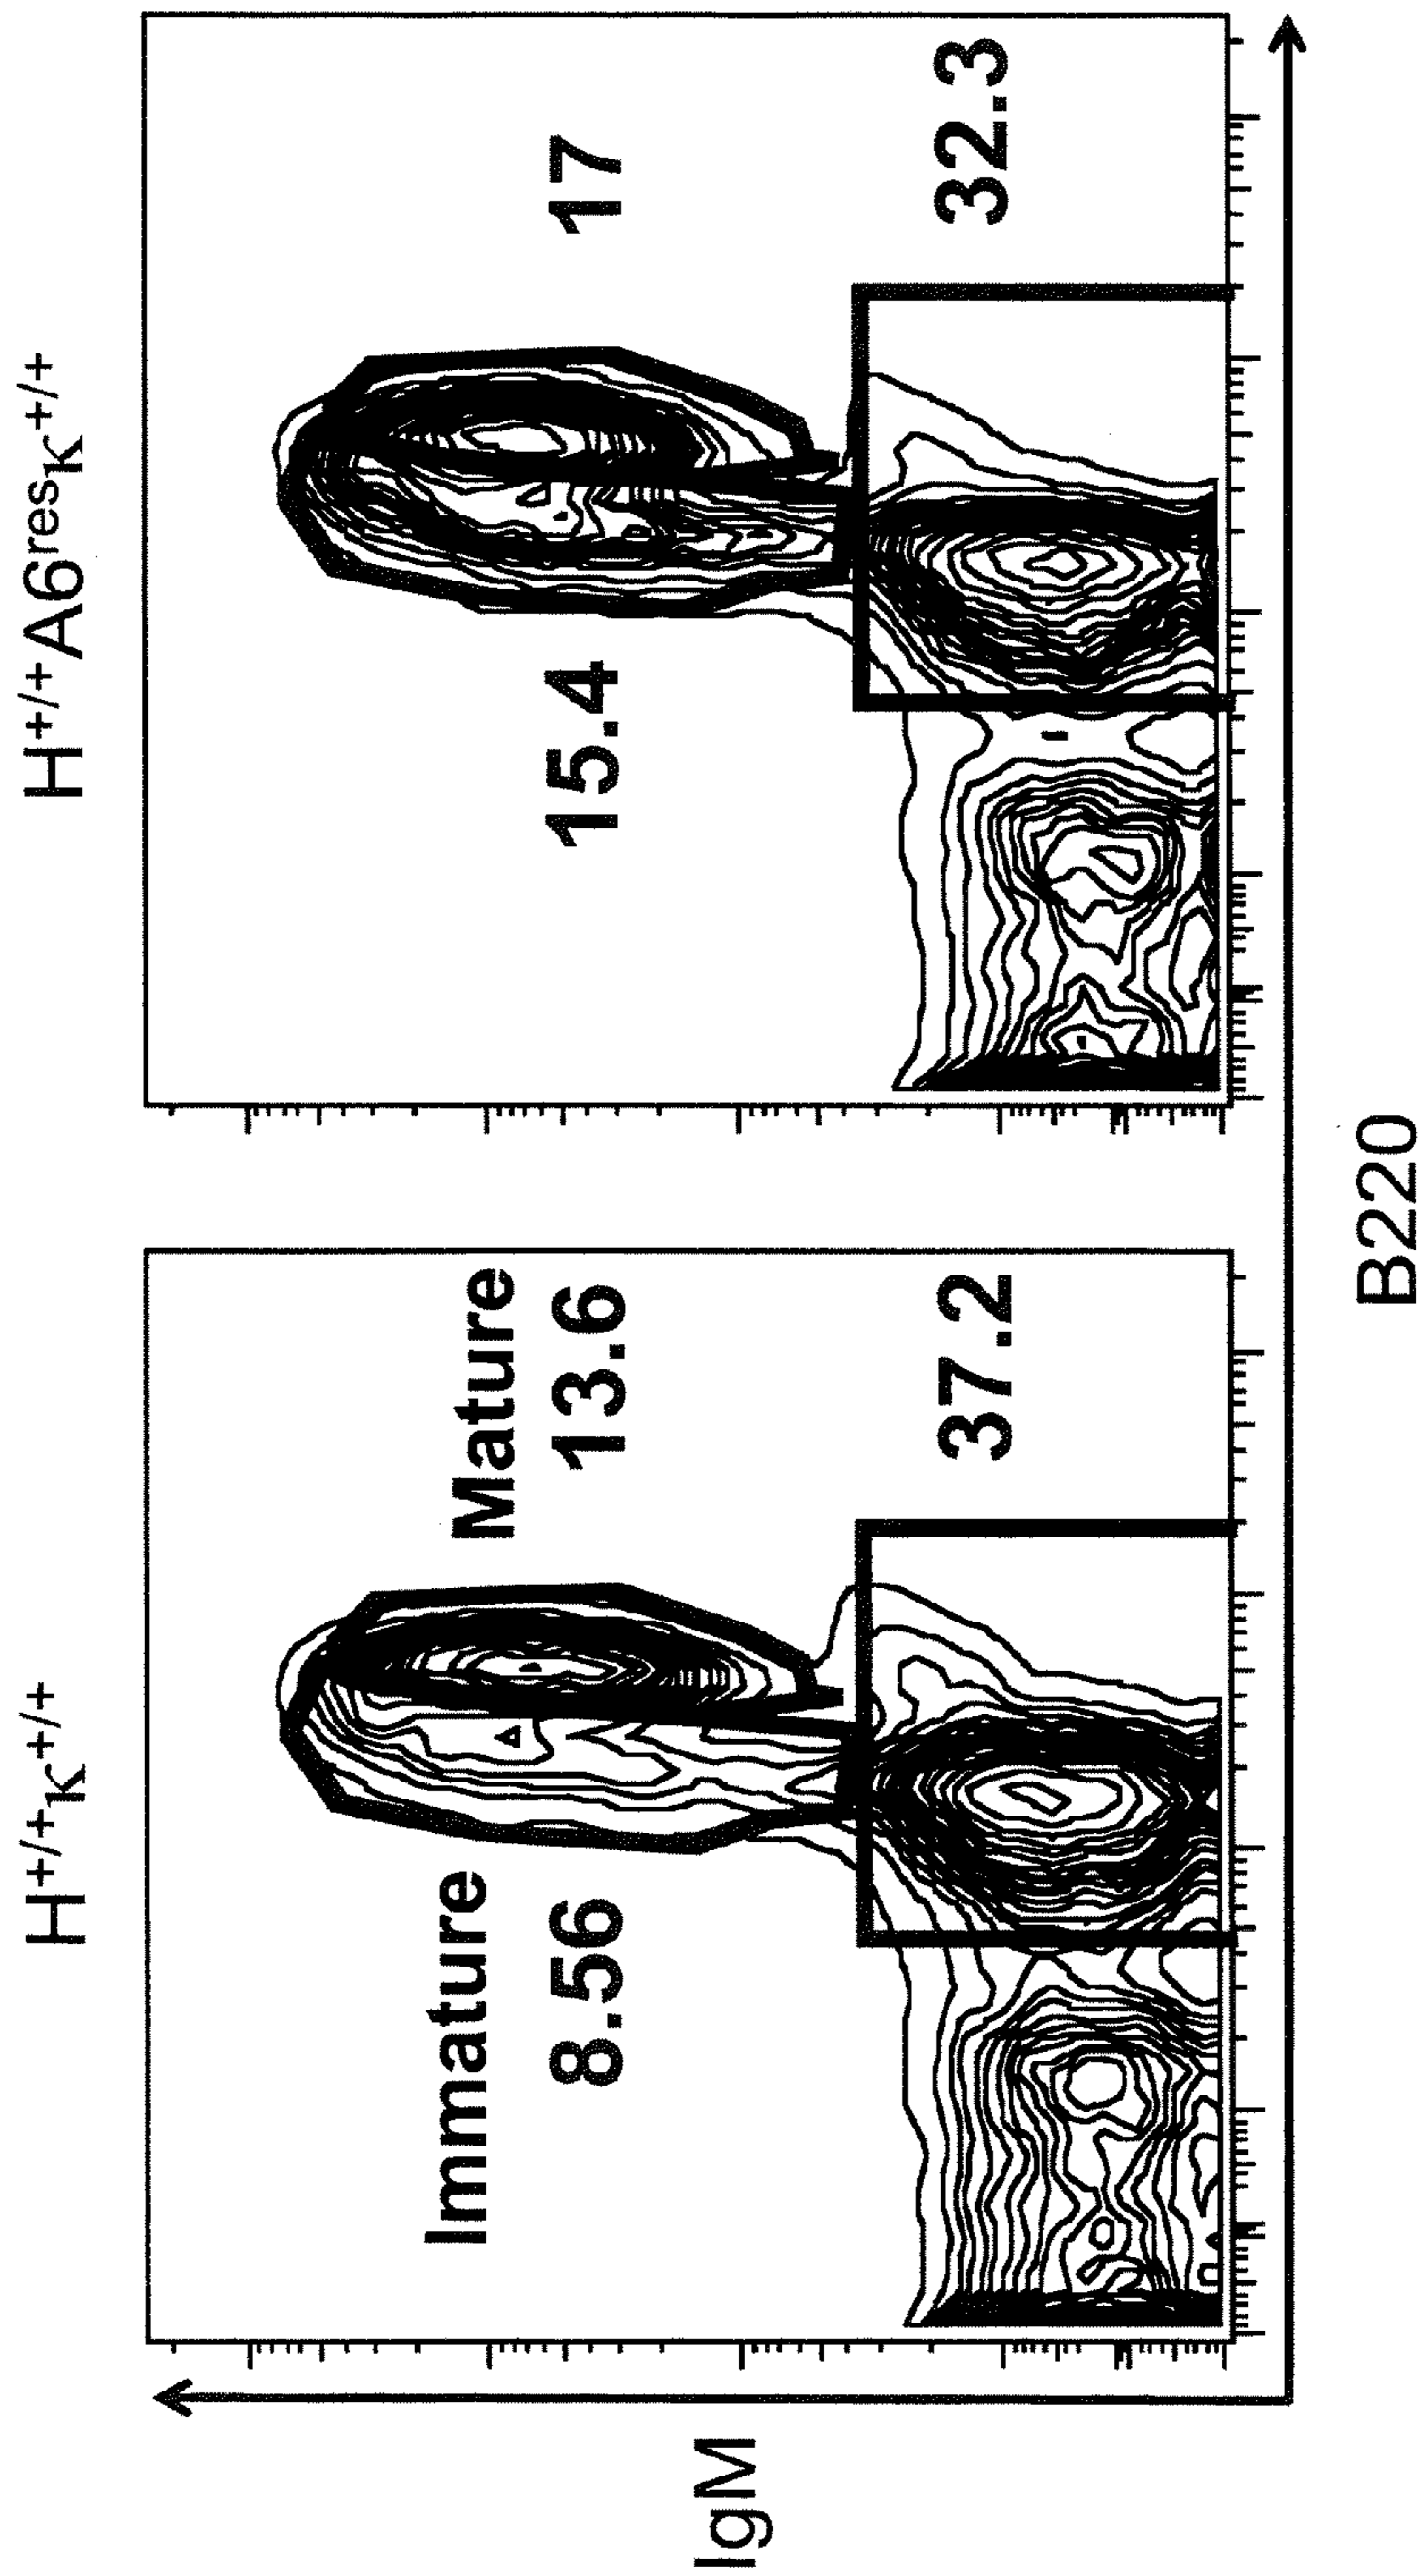 H+/+κ+/+
H+/+A6resκ+/+
Immature
8.56
Mature
13.6
37.2
15.4
17
32.3
IgM
B220